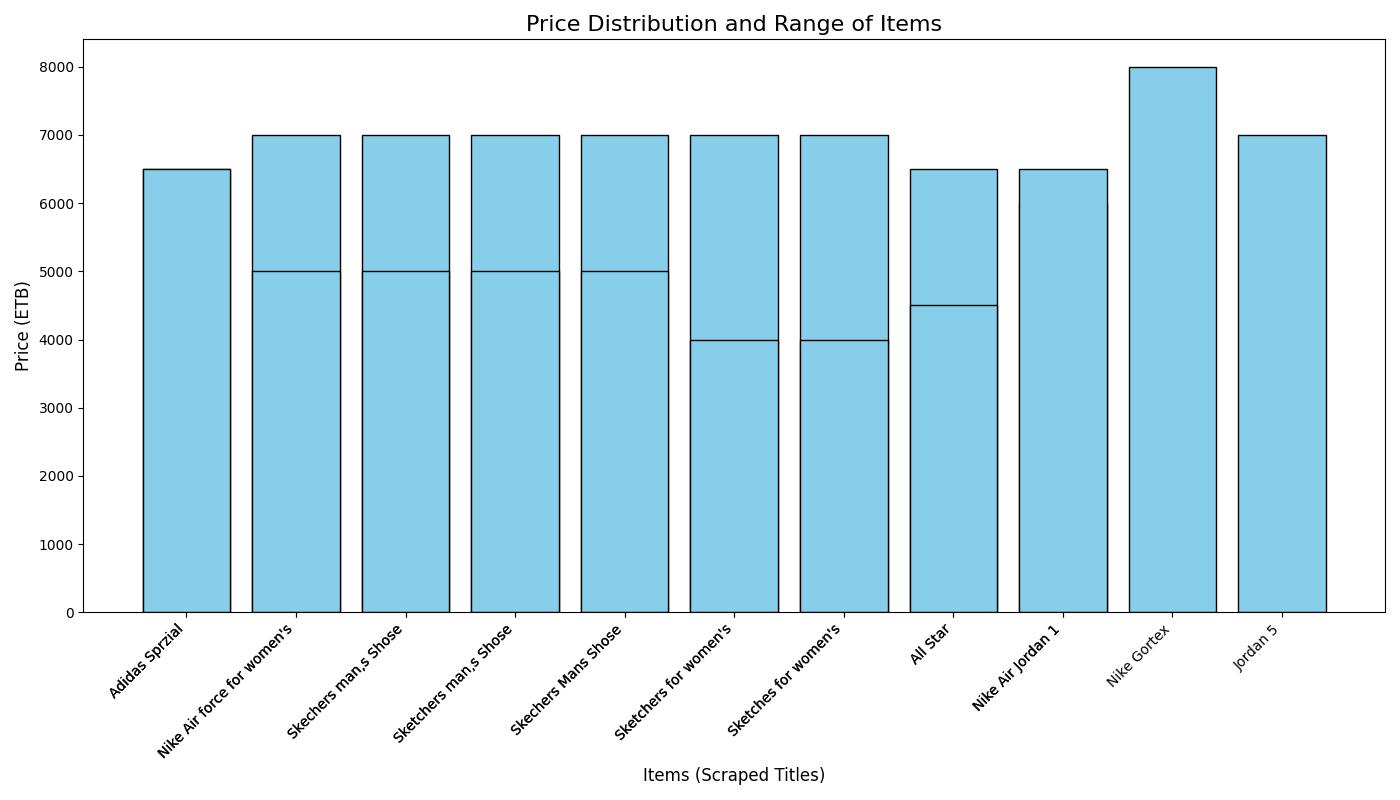 Price Distribution and Range of Items
Price (ETB)
8000
7000
6000
5000
4000
3000
2000
1000
0
Adidas Sprzial
Nike Air force for women's
Skechers man,s Shose
Sketchers man,s Shose
Skechers Mans Shose
Sketchers for women's
Sketches for women's
All Star
Nike Air Jordan 1
Nike Gortex
Jordan 5
Items (Scraped Titles)